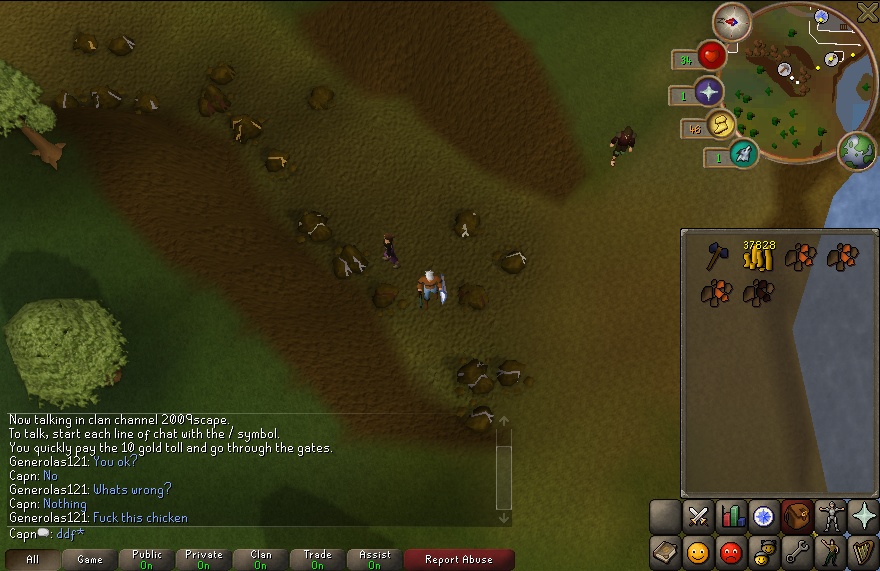 N
34
1
46
1
37828
Now talking in clan channel 2009scape.
To talk, start each line of chat with the / symbol.
You quickly pay the 10 gold toll and go through the gates.
Generolas121: You ok?
Capn: No
Generolas121: Whats wrong?
Capn: Nothing
Generolas121: Fuck this chicken
Capn: ddf*
All
Game
Public
On
Private
On
Clan
On
Trade
On
Assist
On
Report Abuse